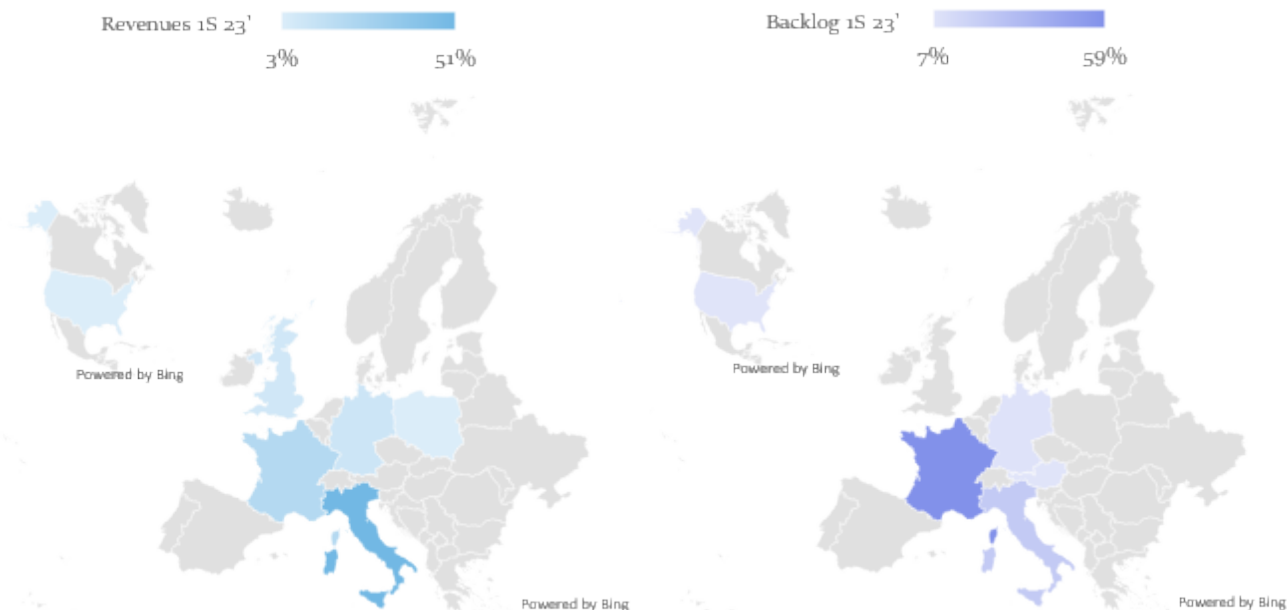 Revenues 1S 23'
3%
51%
Backlog 1S 23'
7%
59%
Powered by Bing
Powered by Bing
Powered by Bing
Powered by Bing